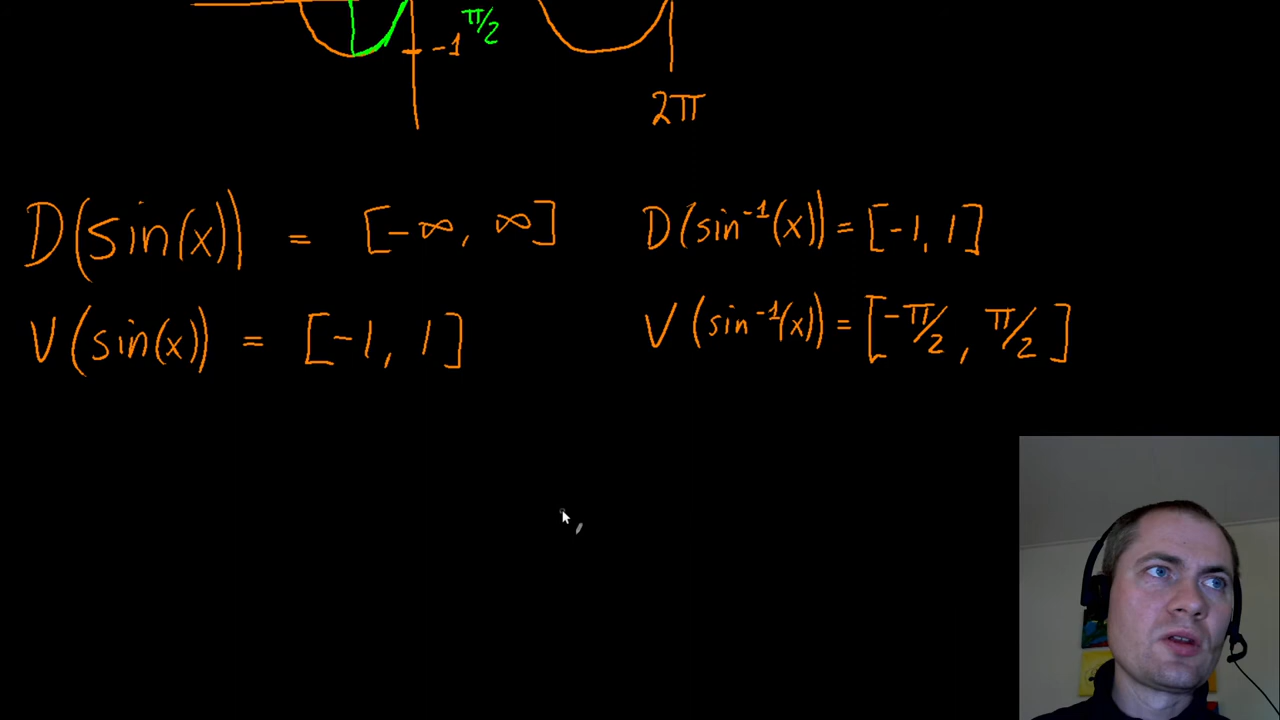 -1 π/2
2π
D(sin(x)) = [-∞, ∞]
V(sin(x)) = [-1, 1]
D(sin⁻¹(x)) = [-1, 1]
V(sin⁻¹(x)) = [-π/2, π/2]